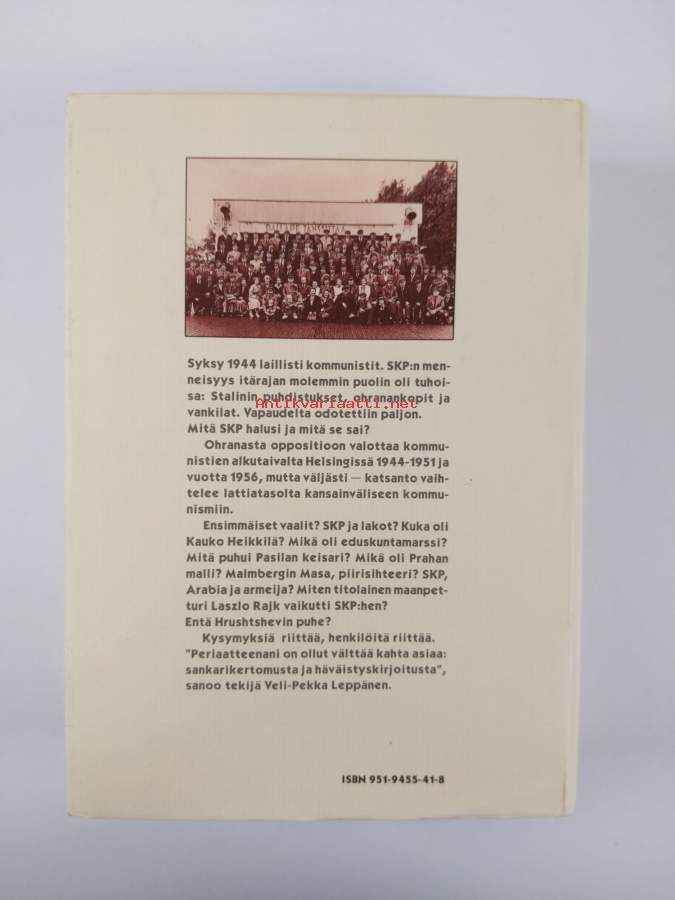 Syksy 1944 laillisti kommunistit. SKP:n men-
neisyys itärajan molemmin puolin oli tuhoi-
sa: Stalinin puhdistukset, ohranankopit ja
Antikvariaatti.net
vankilat. Vapaudelta odotettiin paljon.
Mitä SKP halusi ja mitä se sai?
Ohranasta oppositioon valottaa kommu-
nistien alkutaivalta Helsingissä 1944-1951 ja
vuotta 1956, mutta väljästi — katsanto vaih-
telee lattiatasolta kansainväliseen kommu-
nismiin.
Ensimmäiset vaalit? SKP ja lakot? Kuka oli
Kauko Heikkilä? Mikä oli eduskuntamarssi?
Mitä puhui Pasilan keisari? Mikä oli Prahan
malli? Malmbergin Masa, piirisihteeri? SKP,
Arabia ja armeija? Miten titolainen maanpet-
turi Laszlo Rajk vaikutti SKP:hen?
Entä Hrushtshevin puhe?
Kysymyksiä riittää, henkilöitä riittää.
"Periaatteenani on ollut välttää kahta asiaa:
sankarikertomusta ja häväistyskirjoitusta",
sanoo tekijä Veli-Pekka Leppänen.
ISBN 951-9455-41-8